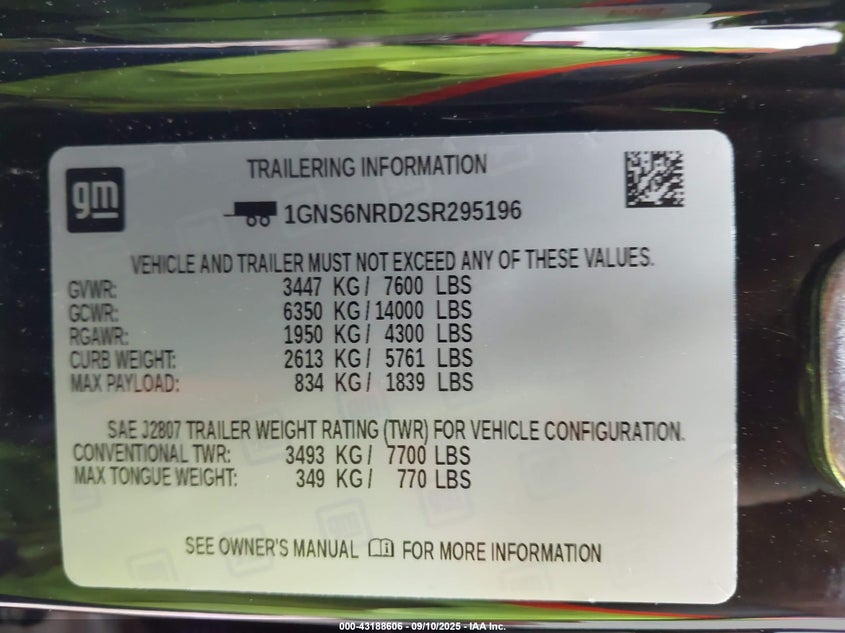 gm
TRAILERING INFORMATION
1GNS6NRD2SR295196
VEHICLE AND TRAILER MUST NOT EXCEED ANY OF THESE VALUES.
GVWR: 3447 KG / 7600 LBS
GCWR: 6350 KG / 14000 LBS
RGAWR: 1950 KG / 4300 LBS
CURB WEIGHT: 2613 KG / 5761 LBS
MAX PAYLOAD: 834 KG / 1839 LBS
SAE J2807 TRAILER WEIGHT RATING (TWR) FOR VEHICLE CONFIGURATION.
CONVENTIONAL TWR: 3493 KG / 7700 LBS
MAX TONGUE WEIGHT: 349 KG / 770 LBS
SEE OWNER'S MANUAL FOR MORE INFORMATION
000-43188606 - 09/10/2025 - IAA Inc.